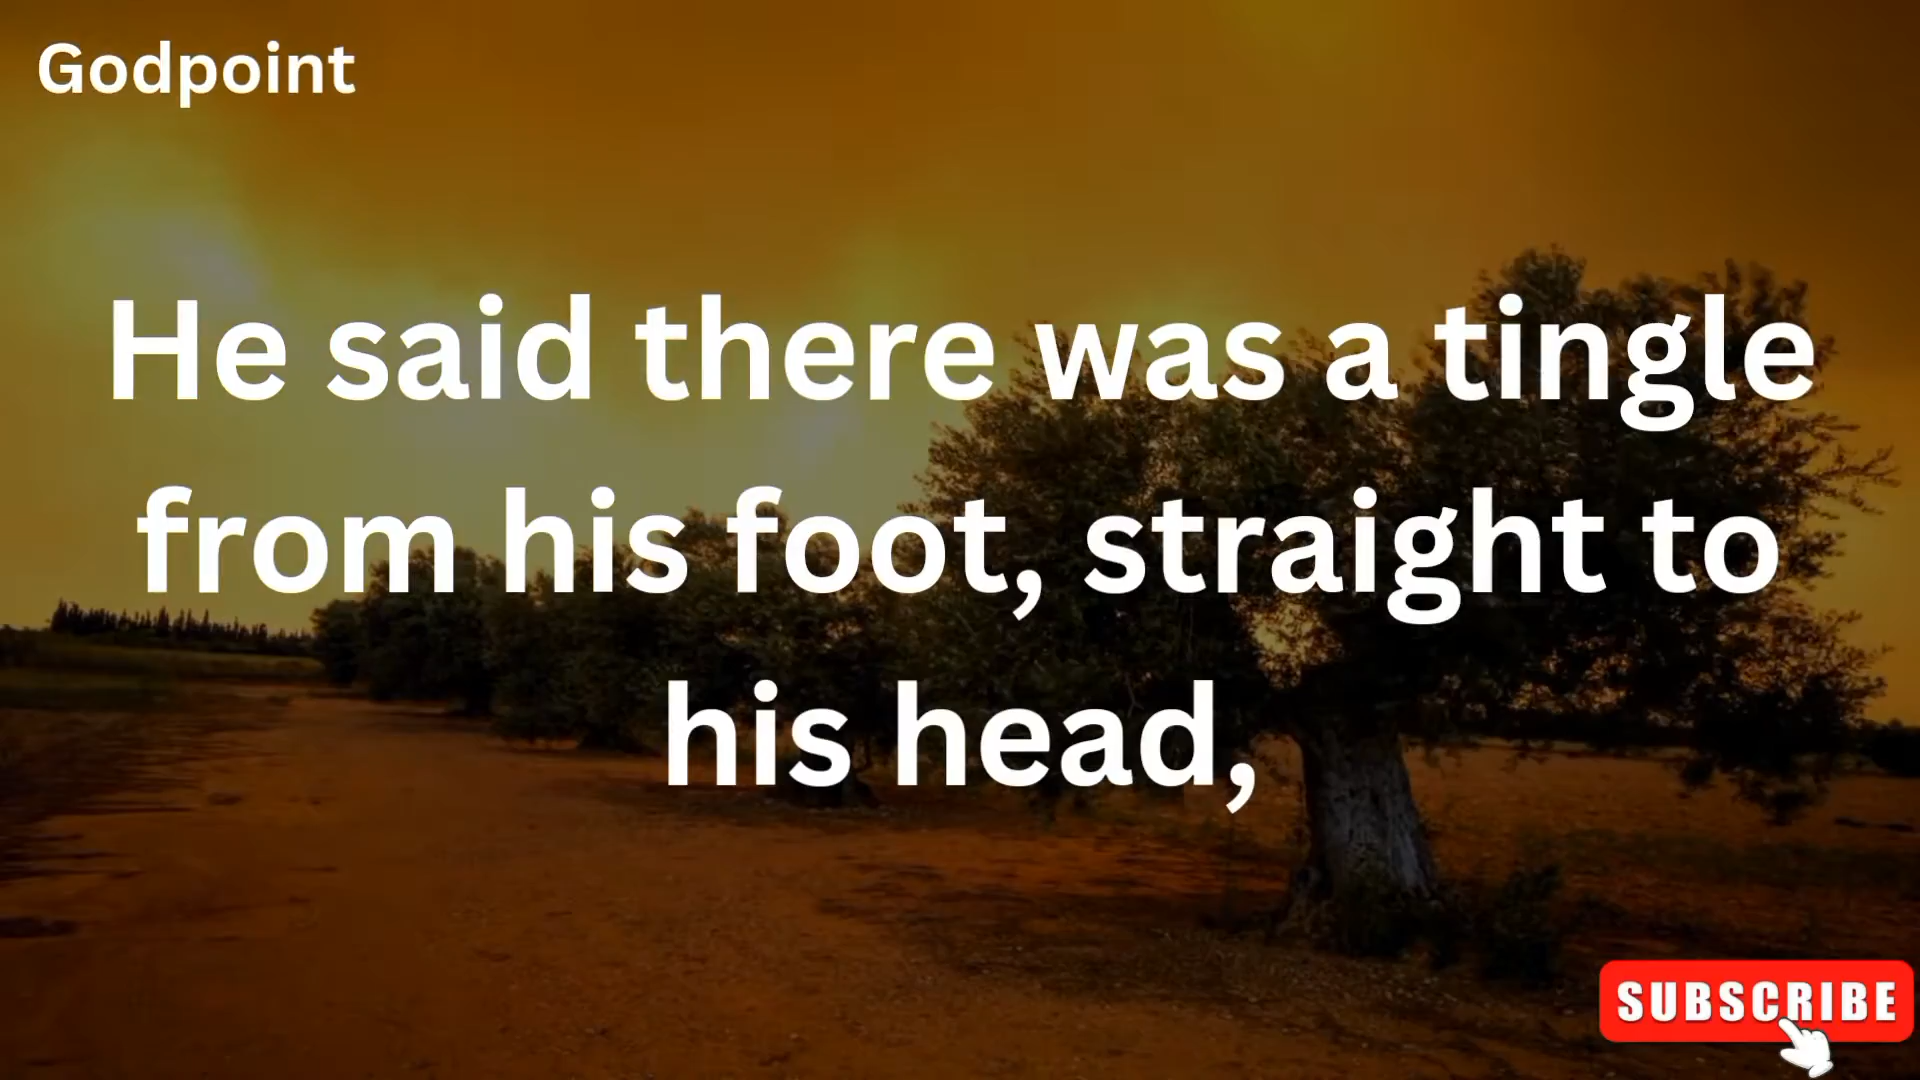 Godpoint
He said there was a tingle
from his foot, straight to
his head,
SUBSCRIBE